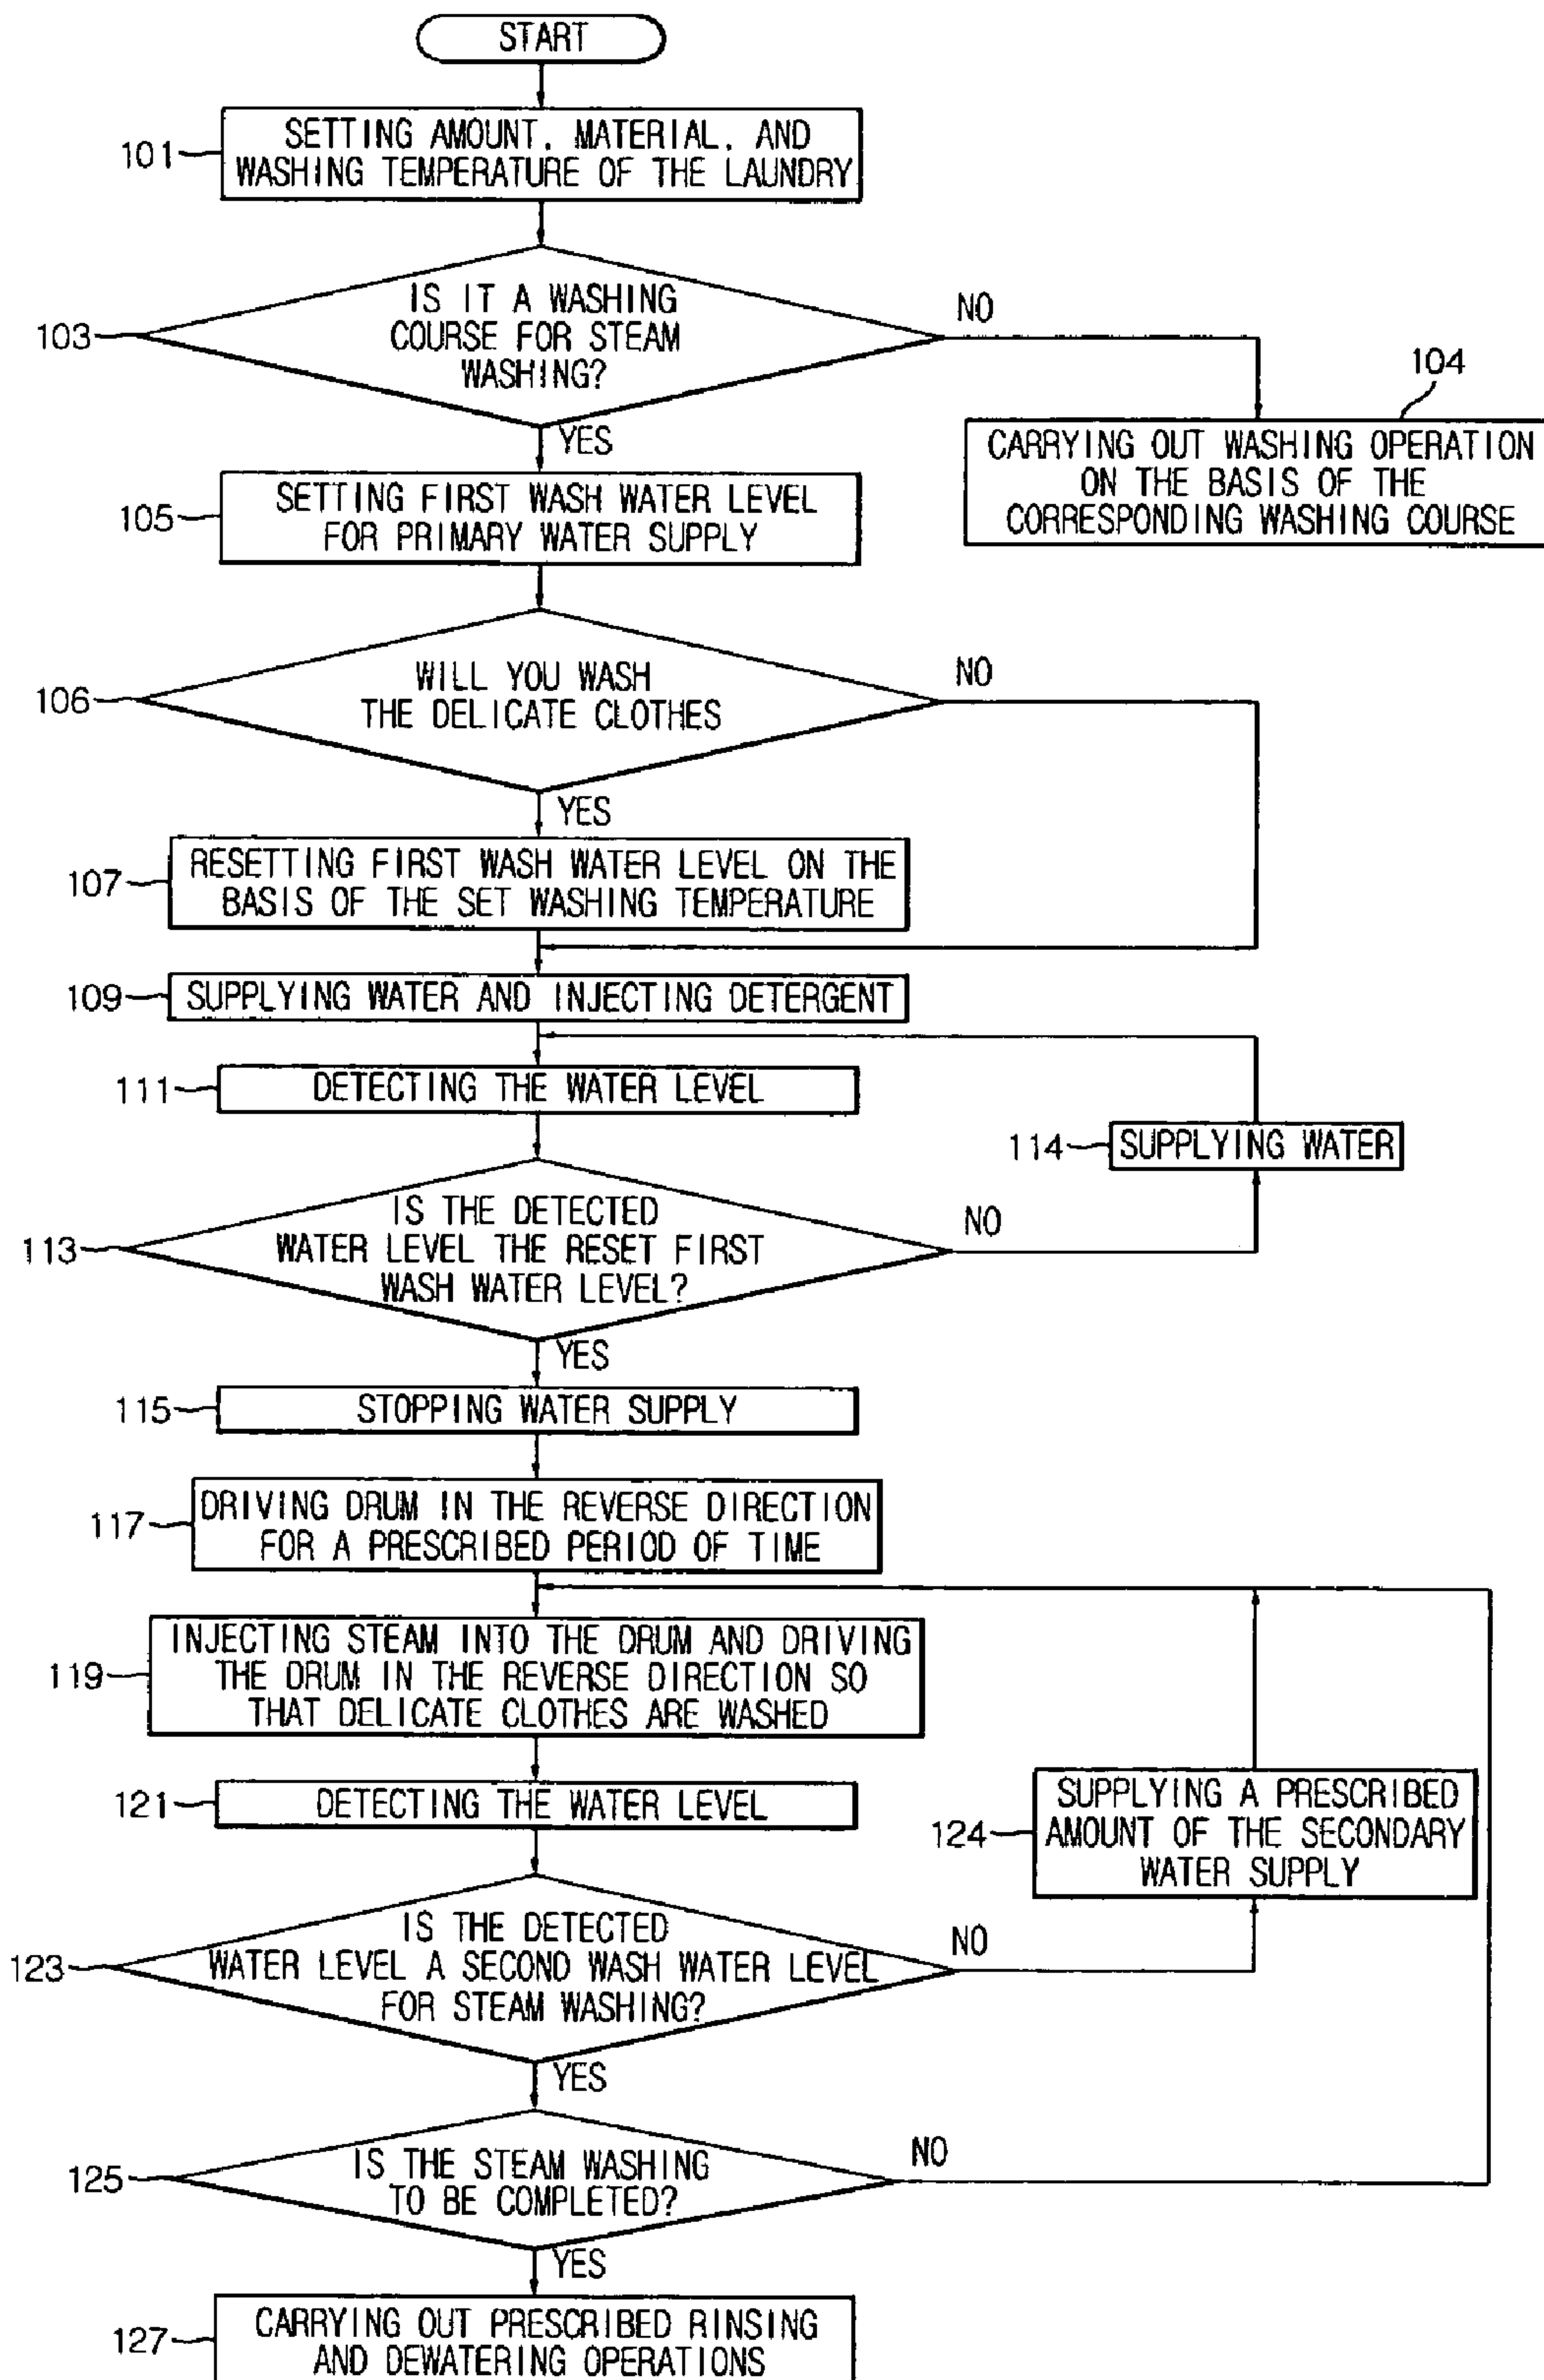 START
101
SETTING AMOUNT, MATERIAL, AND
WASHING TEMPERATURE OF THE LAUNDRY
103
IS IT A WASHING
COURSE FOR STEAM
WASHING?
NO
YES
104
CARRYING OUT WASHING OPERATION
ON THE BASIS OF THE
CORRESPONDING WASHING COURSE
105
SETTING FIRST WASH WATER LEVEL
FOR PRIMARY WATER SUPPLY
106
WILL YOU WASH
THE DELICATE CLOTHES
NO
YES
107
RESETTING FIRST WASH WATER LEVEL ON THE
BASIS OF THE SET WASHING TEMPERATURE
109
SUPPLYING WATER AND INJECTING DETERGENT
111
DETECTING THE WATER LEVEL
114
SUPPLYING WATER
113
IS THE DETECTED
WATER LEVEL THE RESET FIRST
WASH WATER LEVEL?
NO
YES
115
STOPPING WATER SUPPLY
117
DRIVING DRUM IN THE REVERSE DIRECTION
FOR A PRESCRIBED PERIOD OF TIME
119
INJECTING STEAM INTO THE DRUM AND DRIVING
THE DRUM IN THE REVERSE DIRECTION SO
THAT DELICATE CLOTHES ARE WASHED
121
DETECTING THE WATER LEVEL
124
SUPPLYING A PRESCRIBED
AMOUNT OF THE SECONDARY
WATER SUPPLY
123
IS THE DETECTED
WATER LEVEL A SECOND WASH WATER LEVEL
FOR STEAM WASHING?
NO
YES
125
IS THE STEAM WASHING
TO BE COMPLETED?
NO
YES
127
CARRYING OUT PRESCRIBED RINSING
AND DEWATERING OPERATIONS